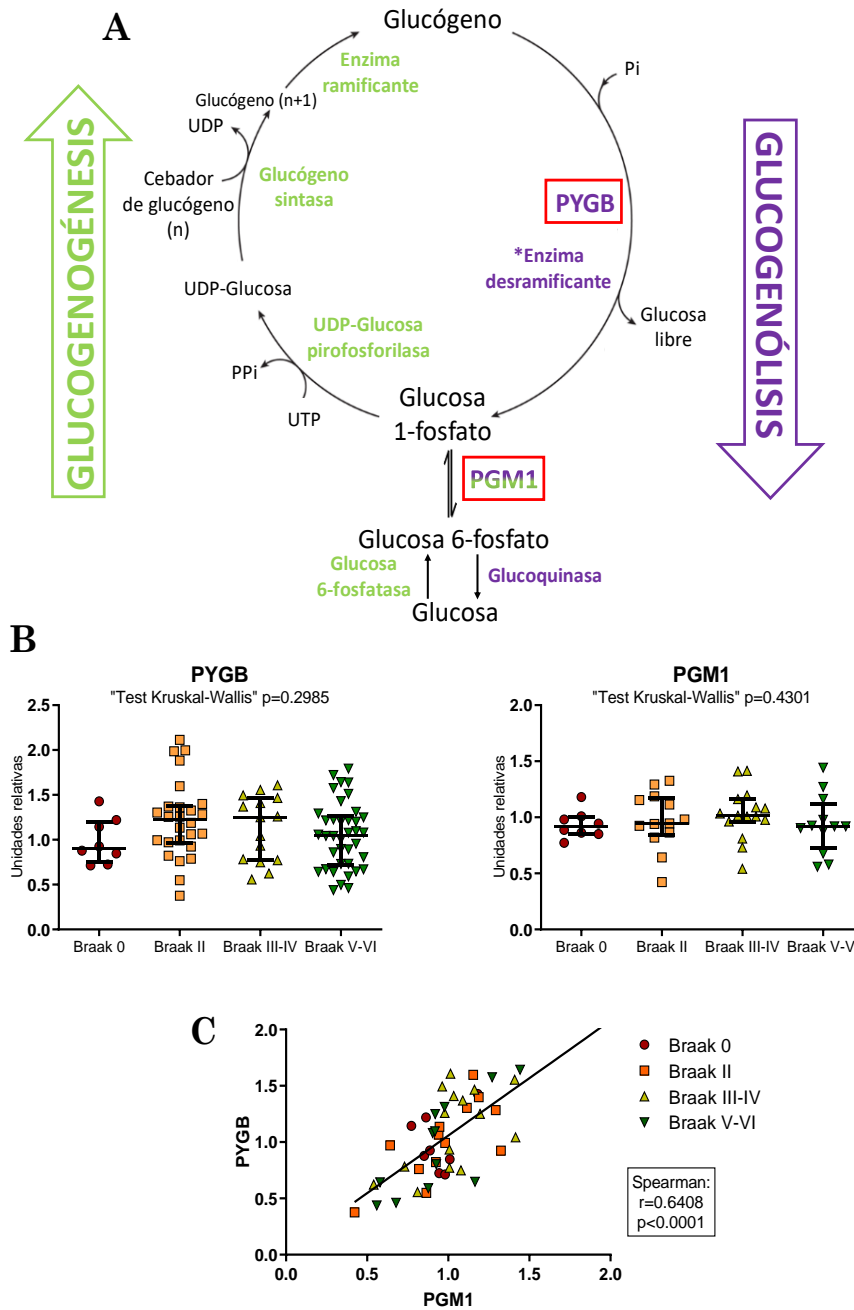 A
Glucógeno
Enzima
ramificante
Pi
Glucógeno (n+1)
UDP
Cebador
de glucógeno
(n)
Glucógeno
sintasa
PYGB
*Enzima
desramificante
UDP-Glucosa
Glucosa
libre
UDP-Glucosa
pirofosforilasa
PPi
UTP
Glucosa
1-fosfato
PGM1
Glucosa 6-fosfato
Glucosa
6-fosfatasa
Glucoquinasa
Glucosa
GLUCOGENOGÉNESIS
GLUCOGENÓLISIS
B
PYGB
"Test Kruskal-Wallis" p=0.2985
Unidades relativas
2.5
2.0
1.5
1.0
0.5
0.0
Braak 0 Braak II Braak III-IV Braak V-VI
PGM1
"Test Kruskal-Wallis" p=0.4301
Unidades relativas
2.0
1.5
1.0
0.5
0.0
Braak 0 Braak II Braak III-IV Braak V-V
C
PYGB
2.0
1.5
1.0
0.5
0.0
0.0 0.5 1.0 1.5 2.0
PGM1
Braak 0
Braak II
Braak III-IV
Braak V-VI
Spearman:
r=0.6408
p<0.0001